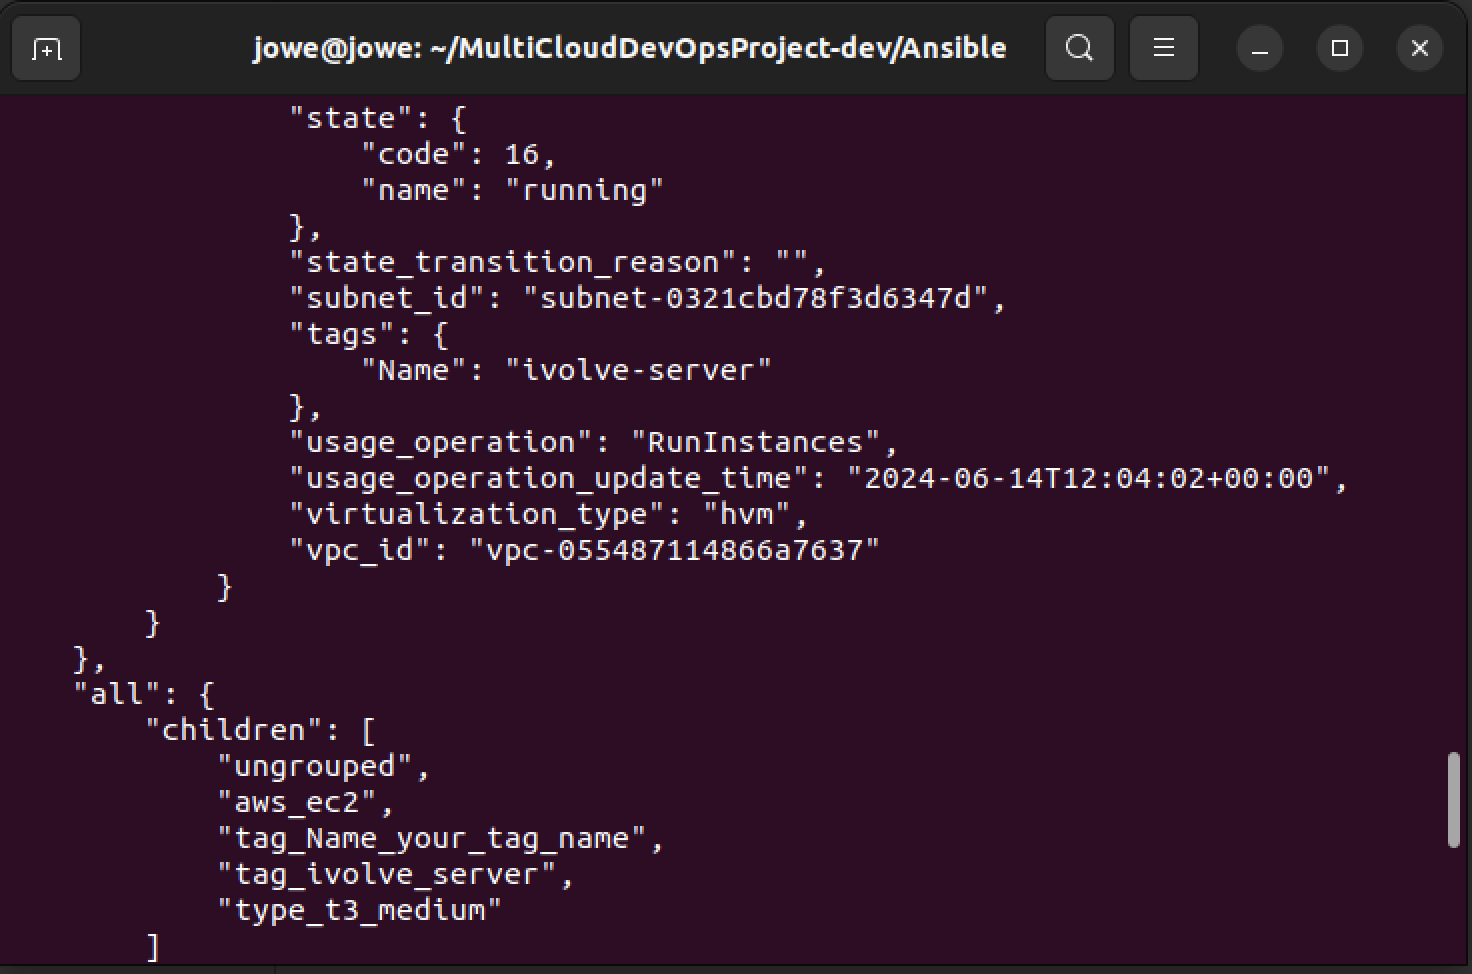 jowe@jowe: ~/MultiCloudDevOpsProject-dev/Ansible
"state": {
"code": 16,
"name": "running"
},
"state_transition_reason": "",
"subnet_id": "subnet-0321cbd78f3d6347d",
"tags": {
"Name": "ivolve-server"
},
"usage_operation": "RunInstances",
"usage_operation_update_time": "2024-06-14T12:04:02+00:00",
"virtualization_type": "hvm",
"vpc_id": "vpc-055487114866a7637"
}
}
},
"all": {
"children": [
"ungrouped",
"aws_ec2",
"tag_Name_your_tag_name",
"tag_ivolve_server",
"type_t3_medium"
]